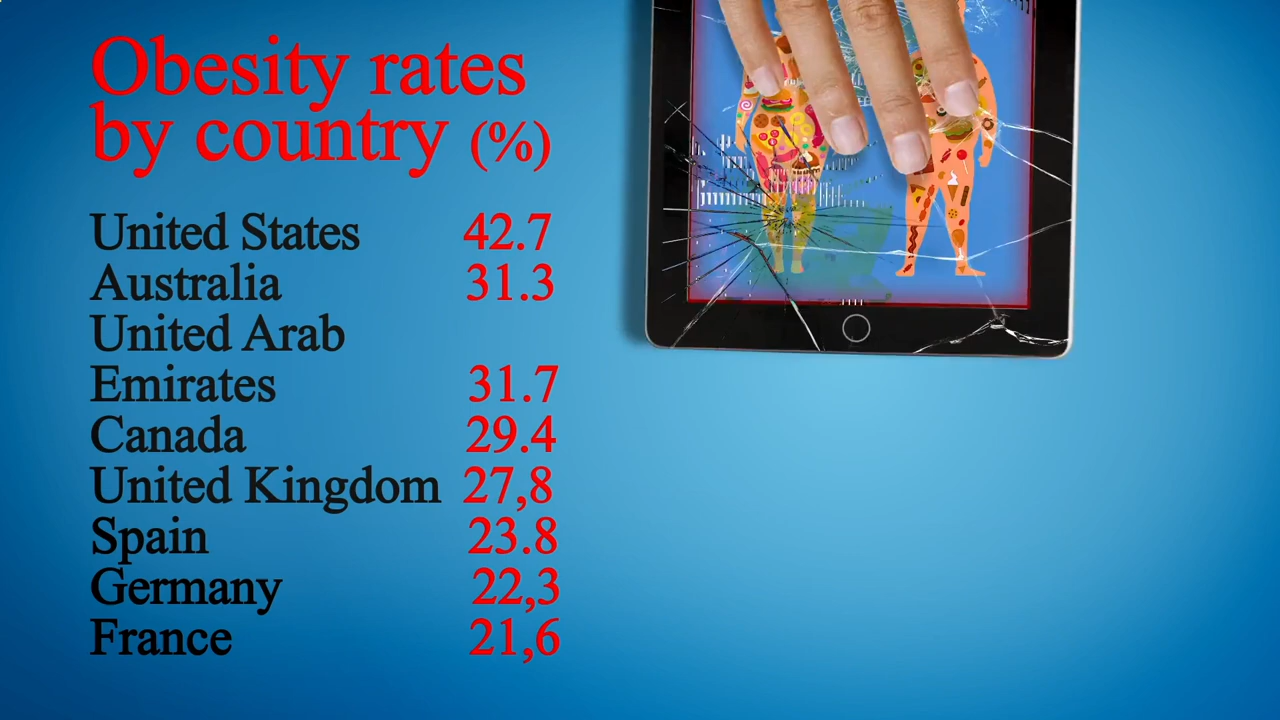 Obesity rates
by country (%)
United States 42.7
Australia 31.3
United Arab
Emirates 31.7
Canada 29.4
United Kingdom 27,8
Spain 23.8
Germany 22,3
France 21,6